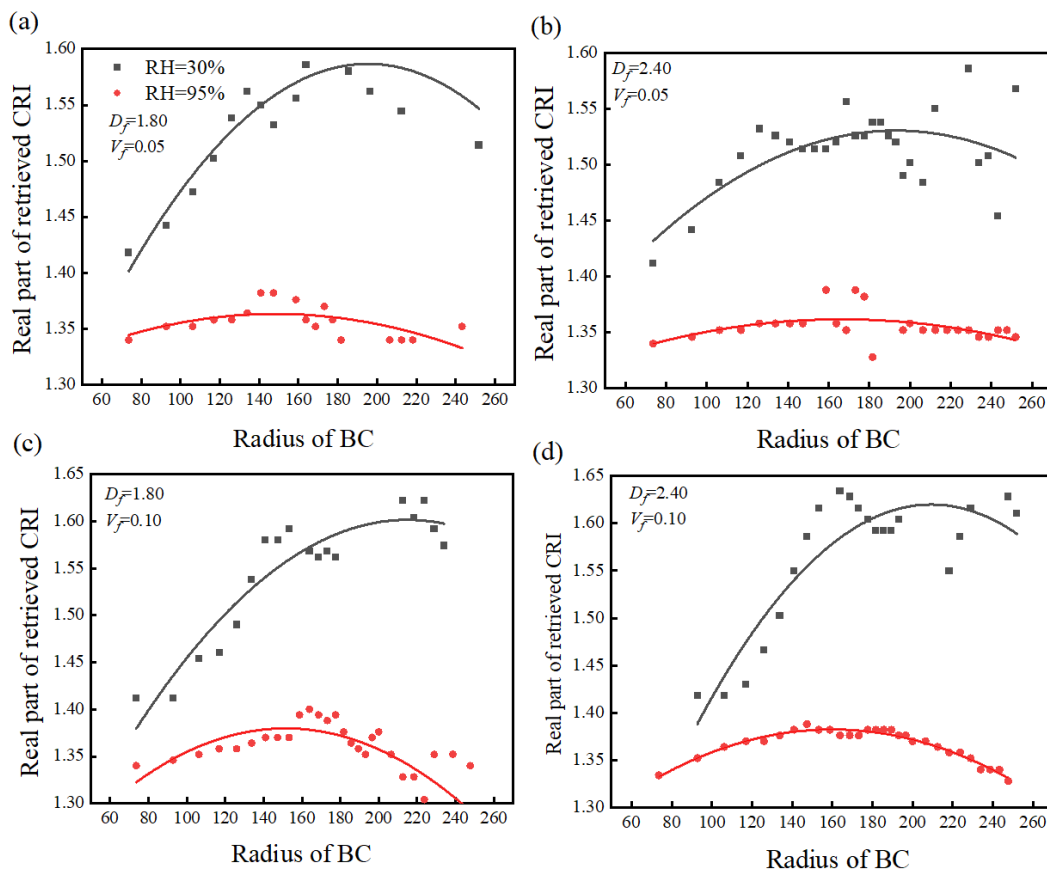 (a)
1.60
1.55
1.50
1.45
1.40
1.35
1.30
Real part of retrieved CRI
RH=30%
RH=95%
Df=1.80
Vf=0.05
60 80 100 120 140 160 180 200 220 240 260
Radius of BC
(b)
1.60
1.55
1.50
1.45
1.40
1.35
1.30
Real part of retrieved CRI
Df=2.40
Vf=0.05
60 80 100 120 140 160 180 200 220 240 260
Radius of BC
(c)
1.65
1.60
1.55
1.50
1.45
1.40
1.35
1.30
Real part of retrieved CRI
Df=1.80
Vf=0.10
60 80 100 120 140 160 180 200 220 240 260
Radius of BC
(d)
1.65
1.60
1.55
1.50
1.45
1.40
1.35
1.30
Real part of retrieved CRI
Df=2.40
Vf=0.10
60 80 100 120 140 160 180 200 220 240 260
Radius of BC